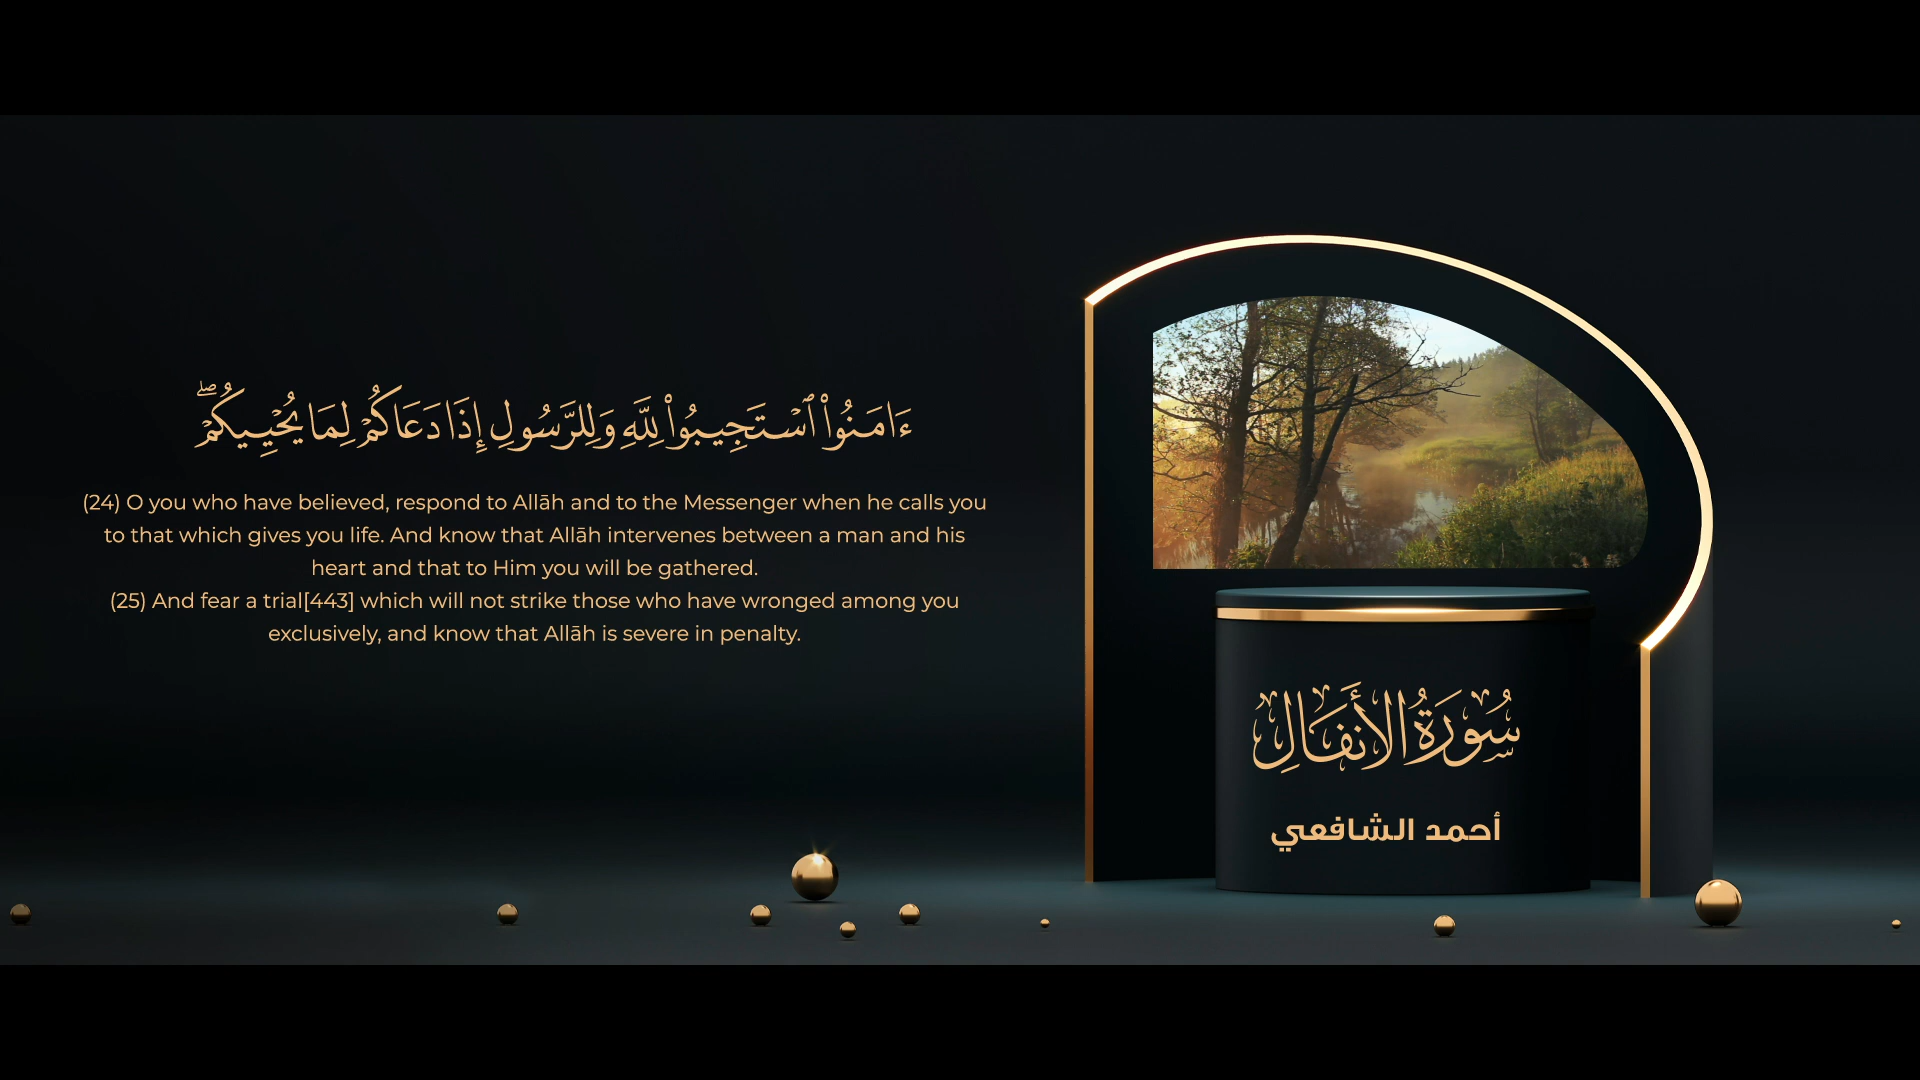 ءَامَنُوا۟ ٱسْتَجِيبُوا۟ لِلَّهِ وَلِلرَّسُولِ إِذَا دَعَاكُمْ لِمَا يُحْيِيكُمْ ۖ
(24) O you who have believed, respond to Allāh and to the Messenger when he calls you
to that which gives you life. And know that Allāh intervenes between a man and his
heart and that to Him you will be gathered.
(25) And fear a trial[443] which will not strike those who have wronged among you
exclusively, and know that Allāh is severe in penalty.
سُورَةُ الأَنفَالِ
أحمد الشافعي